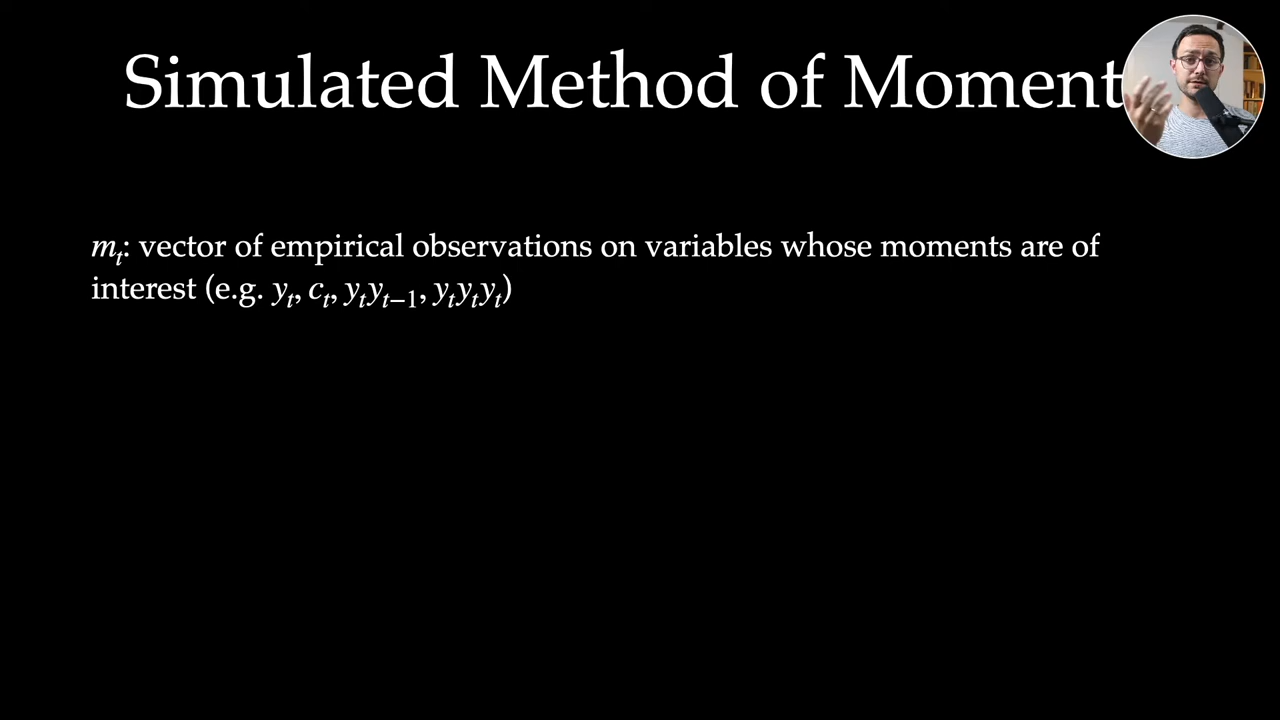 Simulated Method of Moment
m_t: vector of empirical observations on variables whose moments are of
interest (e.g. y_t, c_t, y_t y_{t−1}, y_t y_t y_t)